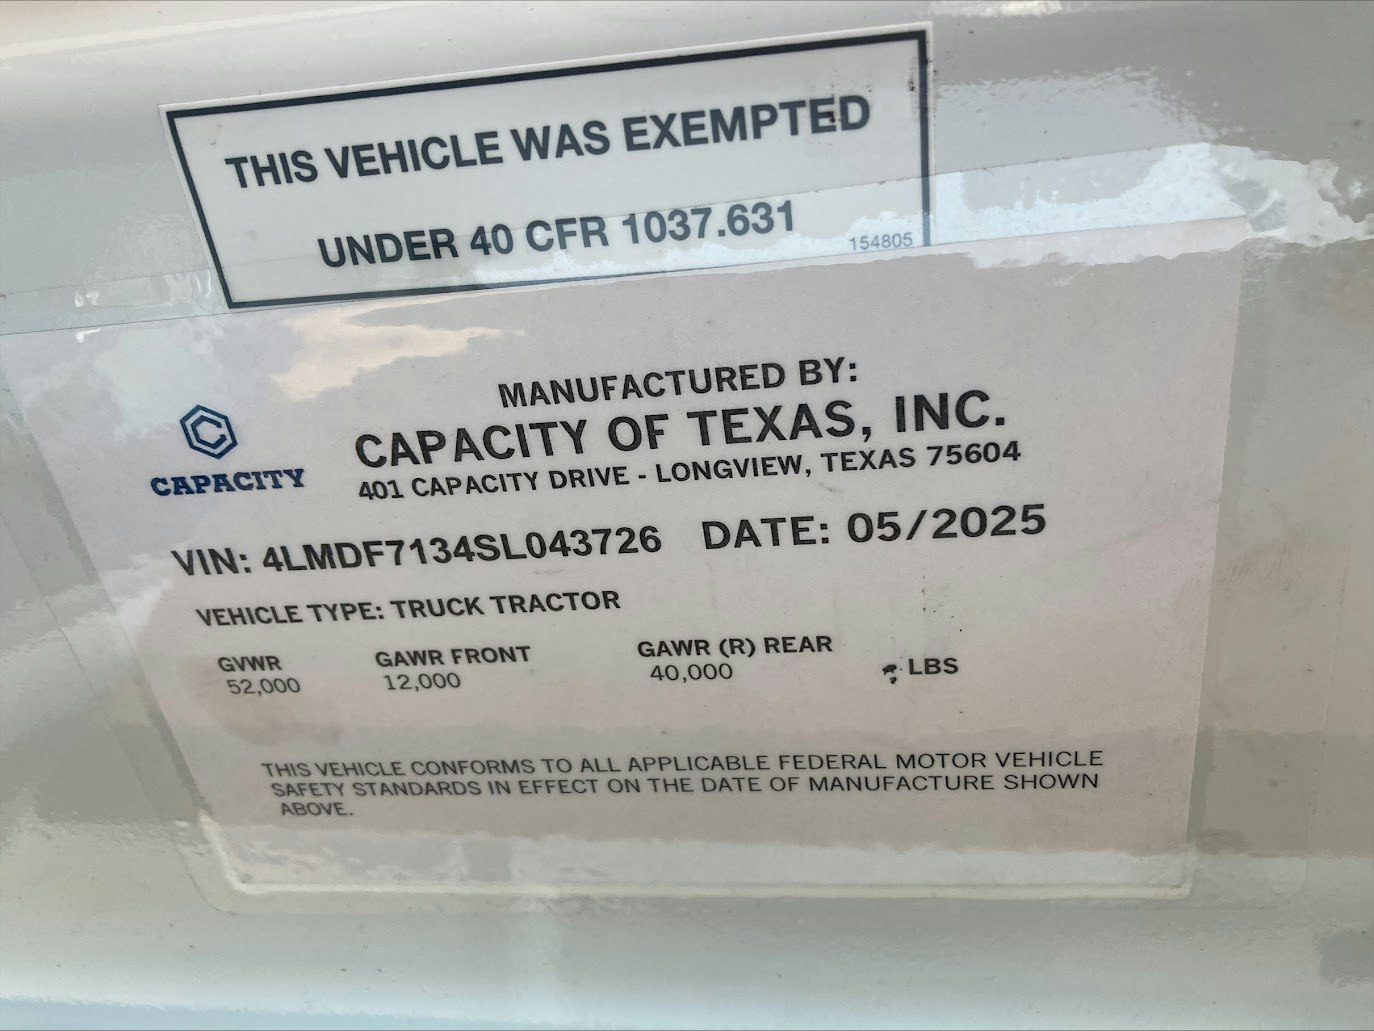 THIS VEHICLE WAS EXEMPTED
UNDER 40 CFR 1037.631
154805
MANUFACTURED BY:
CAPACITY OF TEXAS, INC.
401 CAPACITY DRIVE - LONGVIEW, TEXAS 75604
CAPACITY
VIN: 4LMDF7134SL043726 DATE: 05/2025
VEHICLE TYPE: TRUCK TRACTOR
GVWR GAWR FRONT GAWR (R) REAR
52,000 12,000 40,000 LBS
THIS VEHICLE CONFORMS TO ALL APPLICABLE FEDERAL MOTOR VEHICLE
SAFETY STANDARDS IN EFFECT ON THE DATE OF MANUFACTURE SHOWN
ABOVE.